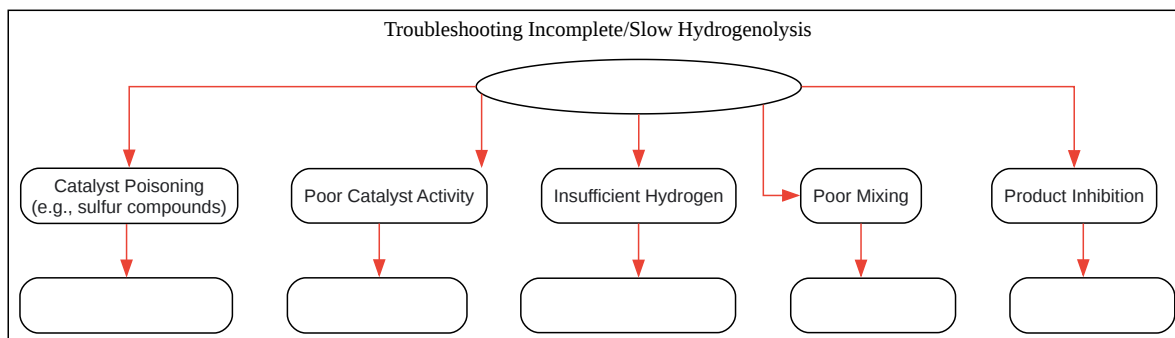 Troubleshooting Incomplete/Slow Hydrogenolysis
Catalyst Poisoning
(e.g., sulfur compounds)
Poor Catalyst Activity
Insufficient Hydrogen
Poor Mixing
Product Inhibition